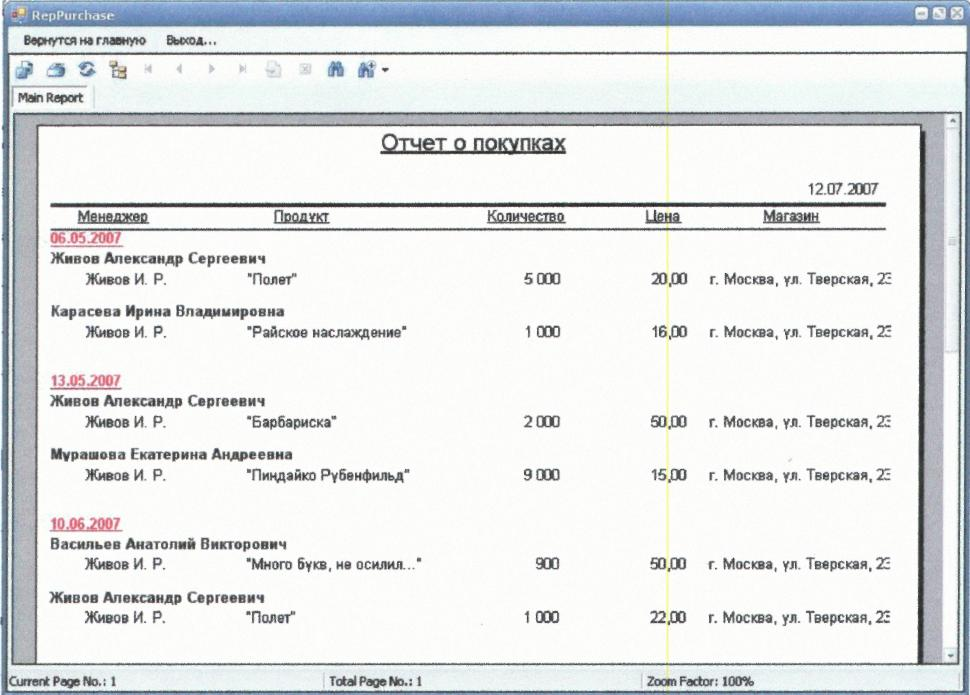 RepPurchase
Вернутся на главную Выход...
Main Report
Отчет о покупках
12.07.2007
Менеджер Продукт Количество Цена Магазин
06.05.2007
Живов Александр Сергеевич
Живов И. Р. "Полет" 5 000 20,00 г. Москва, ул. Тверская, 23
Карасева Ирина Владимировна
Живов И. Р. "Райское наслаждение" 1 000 16,00 г. Москва, ул. Тверская, 23
13.05.2007
Живов Александр Сергеевич
Живов И. Р. "Барбариска" 2 000 50,00 г. Москва, ул. Тверская, 23
Мурашова Екатерина Андреевна
Живов И. Р. "Пиндайко Рубенфильд" 9 000 15,00 г. Москва, ул. Тверская, 23
10.06.2007
Васильев Анатолий Викторович
Живов И. Р. "Много букв, не осилил..." 900 50,00 г. Москва, ул. Тверская, 23
Живов Александр Сергеевич
Живов И. Р. "Полет" 1 000 22,00 г. Москва, ул. Тверская, 23
Current Page No.: 1 Total Page No.: 1 Zoom Factor: 100%